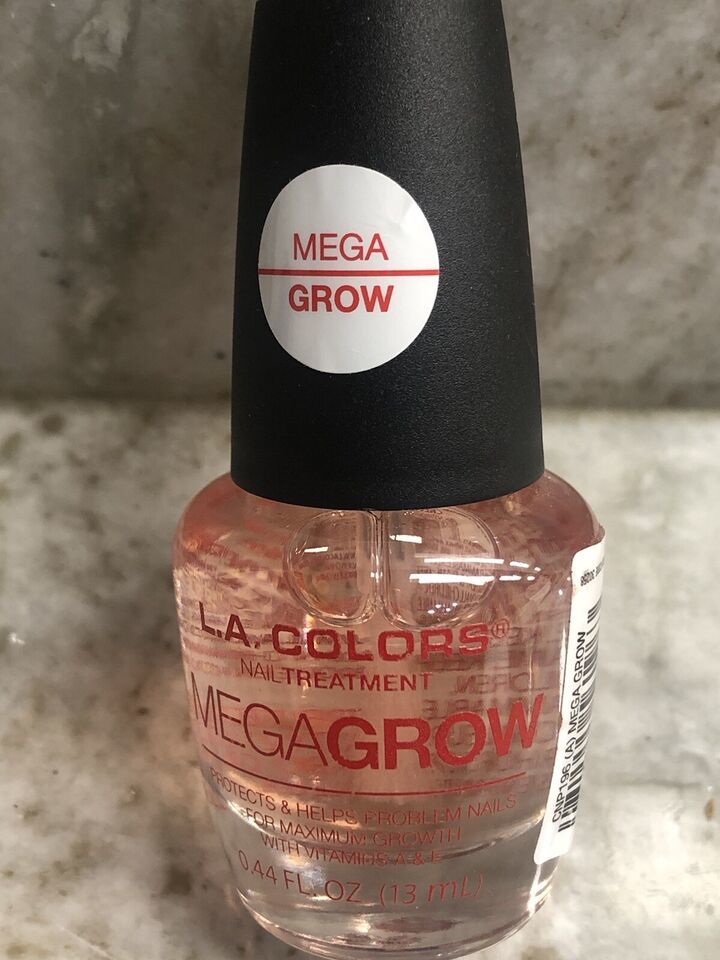 MEGA
GROW
L.A. COLORS®
NAILTREATMENT
MEGAGROW
PROTECTS & HELPS PROBLEM NAILS
FOR MAXIMUM GROWTH
WITH VITAMINS A & E
0.44 FL. OZ. (13 mL)
CNP196 (A) MEGA GROW